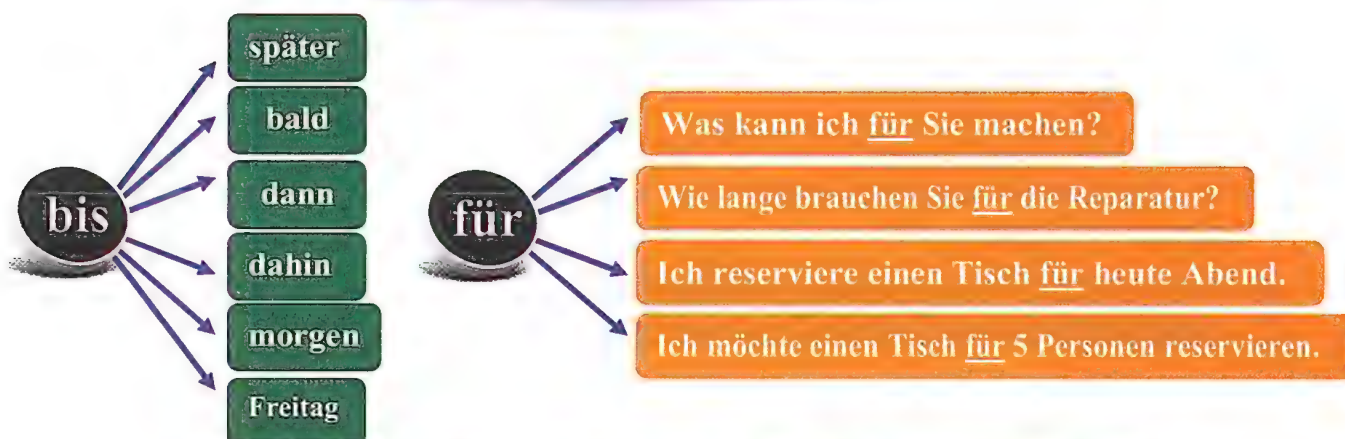 bis
später
bald
dann
dahin
morgen
Freitag
für
Was kann ich für Sie machen?
Wie lange brauchen Sie für die Reparatur?
Ich reserviere einen Tisch für heute Abend.
Ich möchte einen Tisch für 5 Personen reservieren.